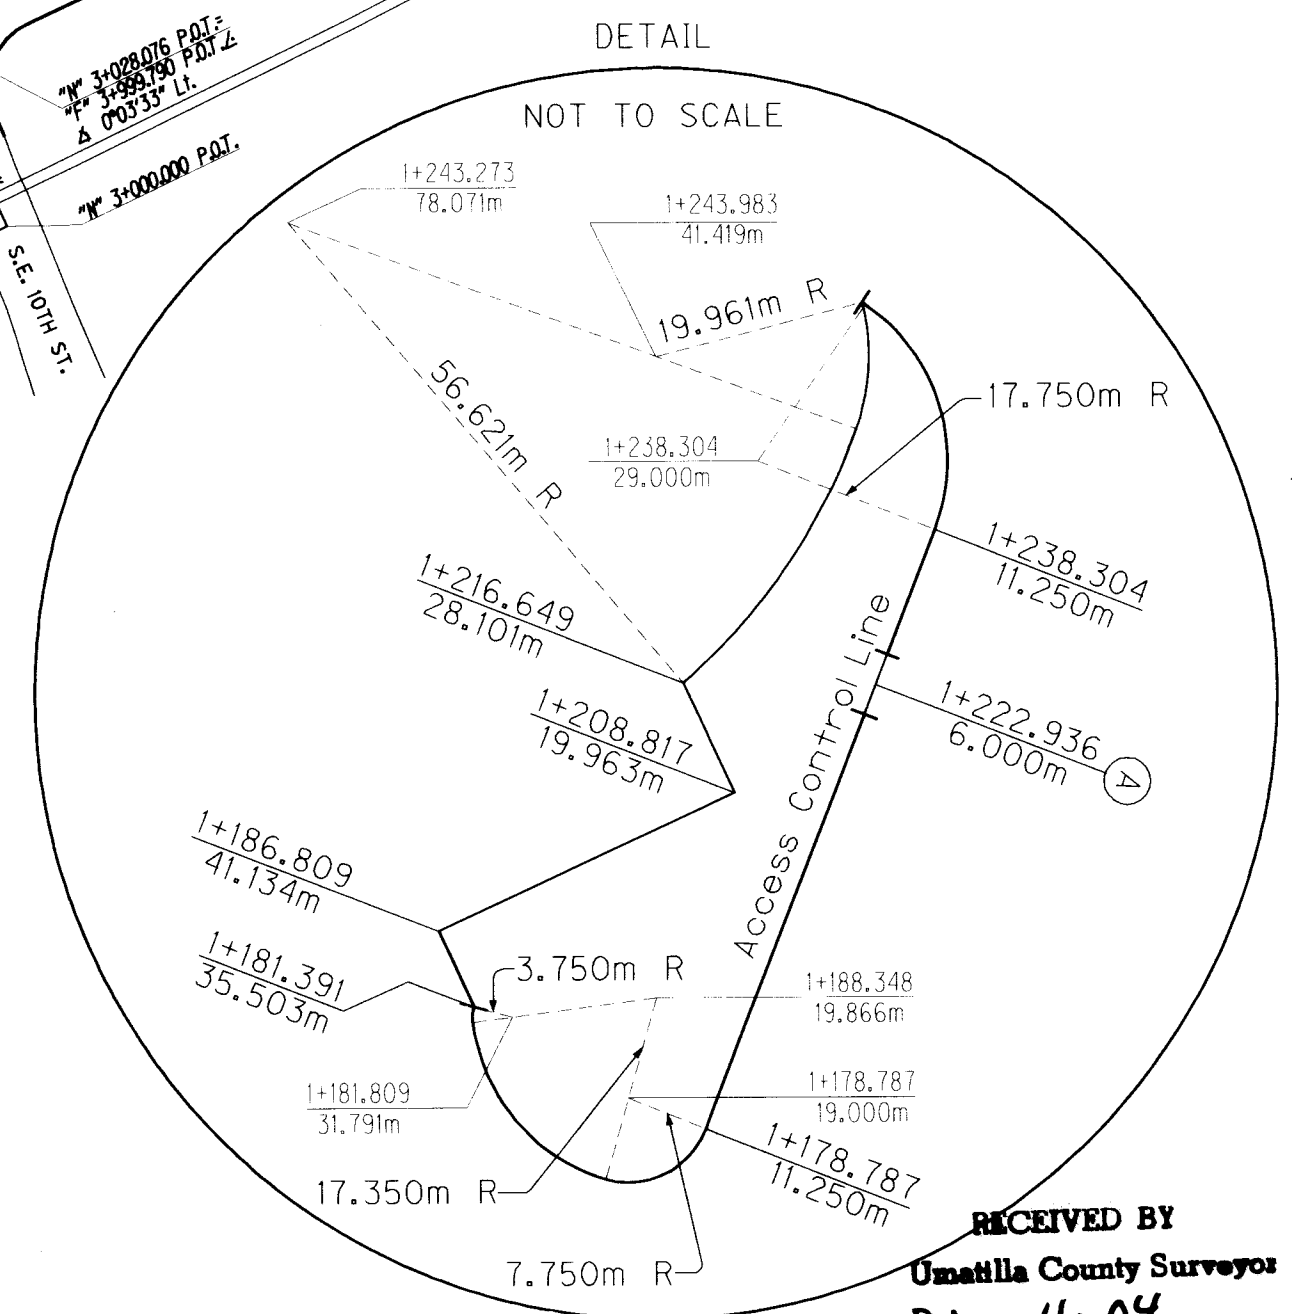 DETAIL
NOT TO SCALE
"N" 3+028.076 P.O.T.=
"F" 3+999.790 P.O.T.∠
∆ 0°03'33" Lt.
"N" 3+000.000 P.O.T.
S.E. 10TH ST.
1+243.273
78.071m
1+243.983
41.419m
19.961m R
17.750m R
56.621m R
1+238.304
29.000m
1+238.304
11.250m
1+216.649
28.101m
1+208.817
19.963m
Access Control Line
1+222.936
6.000m
A
1+186.809
41.134m
1+181.391
35.503m
3.750m R
1+188.348
19.866m
1+181.809
31.791m
1+178.787
19.000m
1+178.787
11.250m
17.350m R
7.750m R
RECEIVED BY
Umatilla County Surveyor